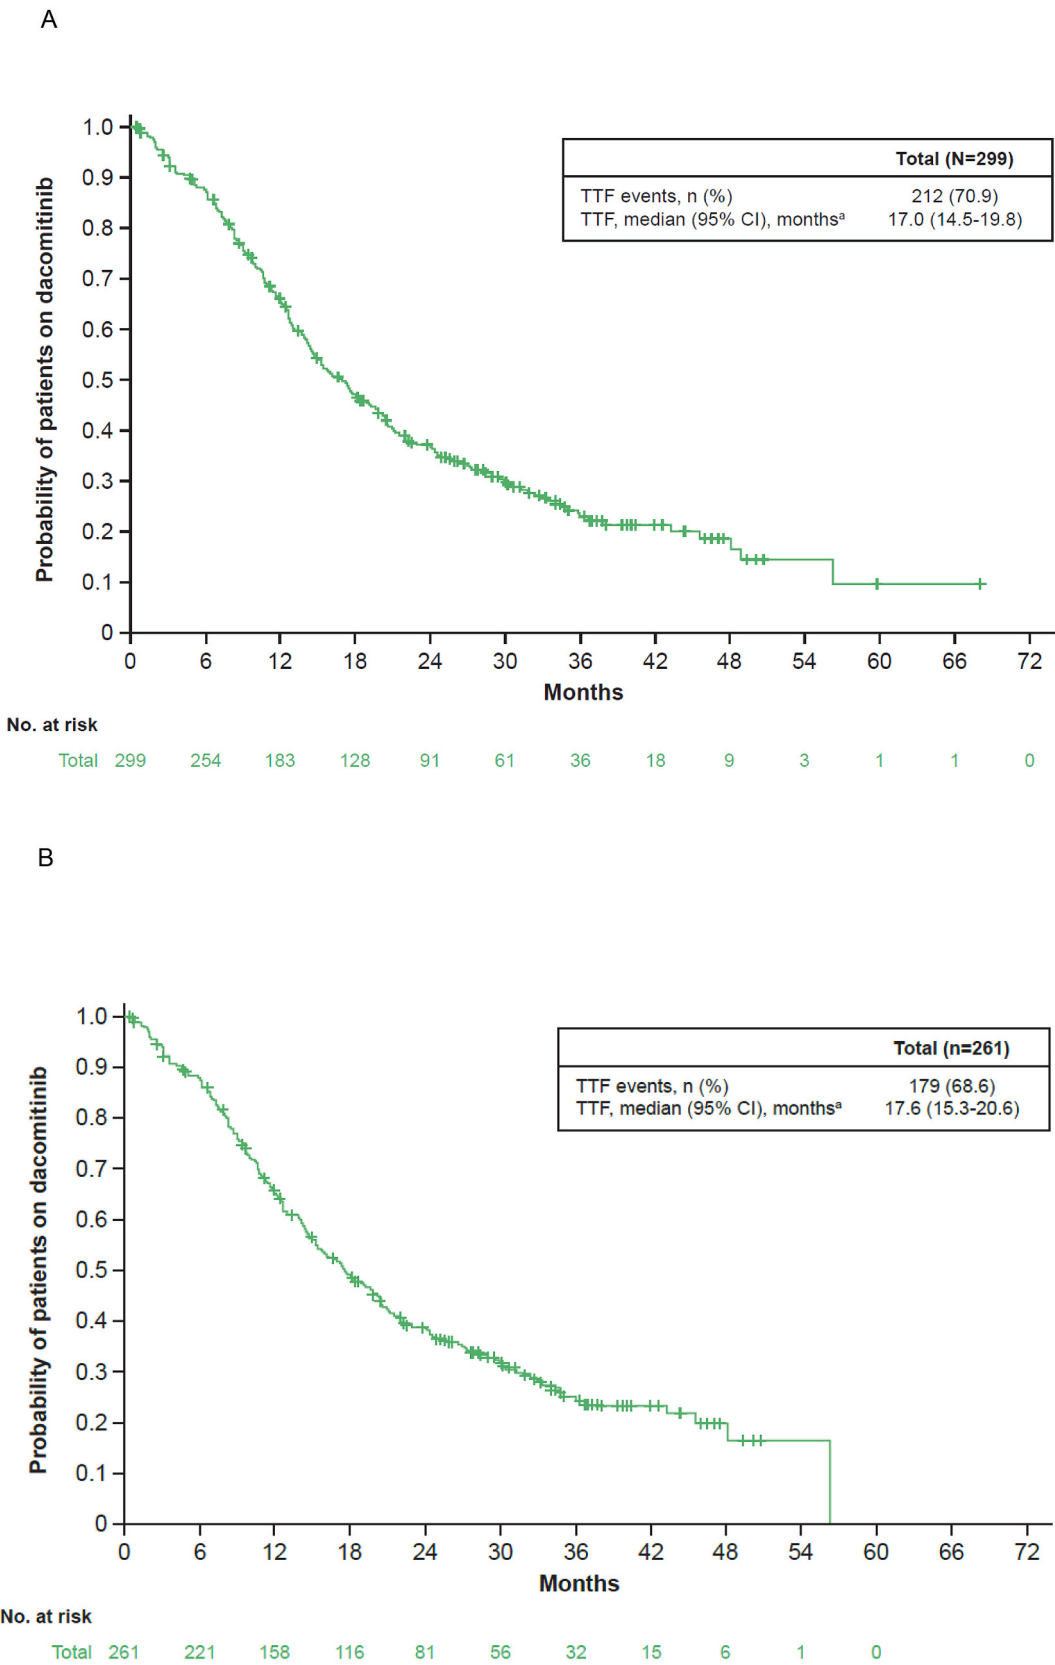 A
Total (N=299)
TTF events, n (%) 212 (70.9)
TTF, median (95% CI), monthsᵃ 17.0 (14.5-19.8)
Probability of patients on dacomitinib
1.0
0.9
0.8
0.7
0.6
0.5
0.4
0.3
0.2
0.1
0
0 6 12 18 24 30 36 42 48 54 60 66 72
Months
No. at risk
Total 299 254 183 128 91 61 36 18 9 3 1 1 0
B
Total (n=261)
TTF events, n (%) 179 (68.6)
TTF, median (95% CI), monthsᵃ 17.6 (15.3-20.6)
Probability of patients on dacomitinib
1.0
0.9
0.8
0.7
0.6
0.5
0.4
0.3
0.2
0.1
0
0 6 12 18 24 30 36 42 48 54 60 66 72
Months
No. at risk
Total 261 221 158 116 81 56 32 15 6 1 0